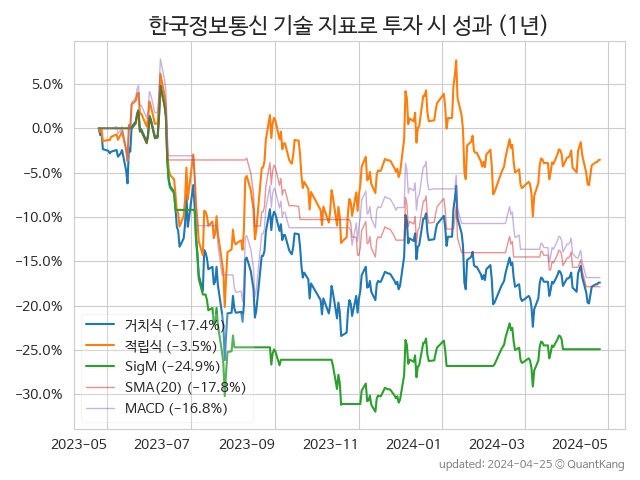 한국정보통신 기술 지표로 투자 시 성과 (1년)
5.0%
0.0%
−5.0%
−10.0%
−15.0%
−20.0%
−25.0%
−30.0%
거치식 (−17.4%)
적립식 (−3.5%)
SigM (−24.9%)
SMA(20) (−17.8%)
MACD (−16.8%)
2023-05 2023-07 2023-09 2023-11 2024-01 2024-03 2024-05
updated: 2024-04-25 © QuantKang